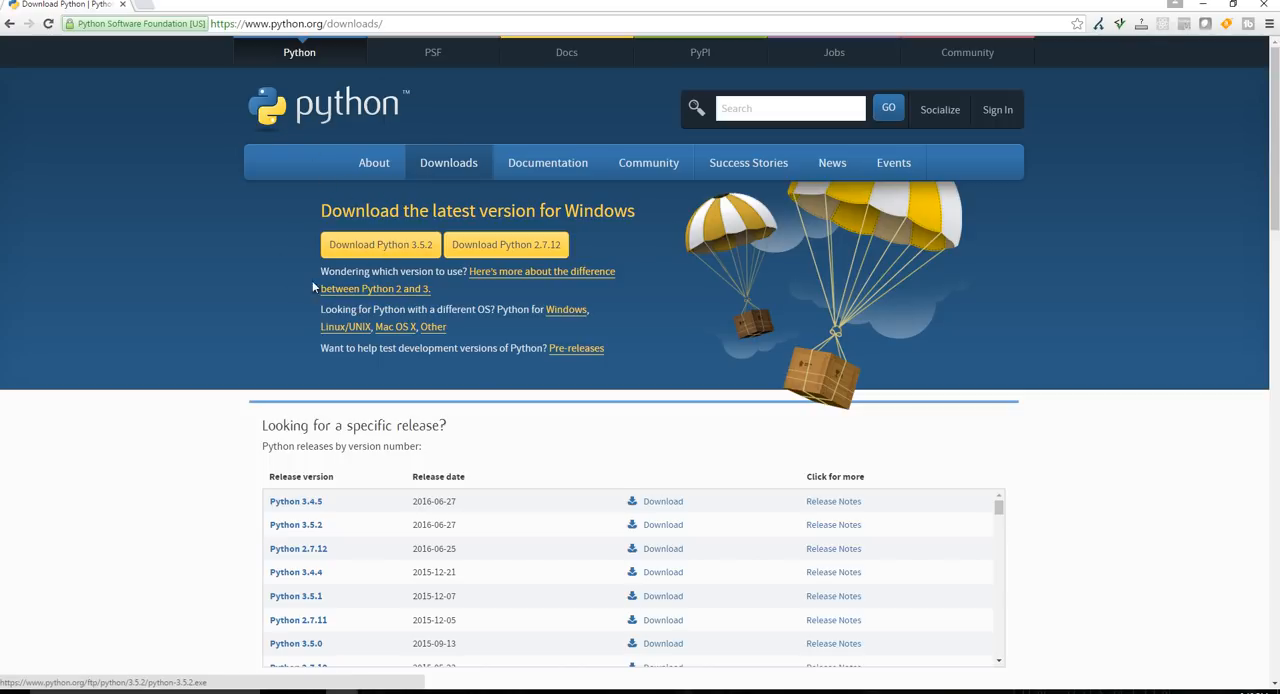 Download Python | Pytho
Python Software Foundation [US] https://www.python.org/downloads/
Python PSF Docs PyPI Jobs Community
python™
Search GO Socialize Sign In
About Downloads Documentation Community Success Stories News Events
Download the latest version for Windows
Download Python 3.5.2 Download Python 2.7.12
Wondering which version to use? Here's more about the difference
between Python 2 and 3.
Looking for Python with a different OS? Python for Windows,
Linux/UNIX, Mac OS X, Other
Want to help test development versions of Python? Pre-releases
Looking for a specific release?
Python releases by version number:
Release version Release date Click for more
Python 3.4.5 2016-06-27 Download Release Notes
Python 3.5.2 2016-06-27 Download Release Notes
Python 2.7.12 2016-06-25 Download Release Notes
Python 3.4.4 2015-12-21 Download Release Notes
Python 3.5.1 2015-12-07 Download Release Notes
Python 2.7.11 2015-12-05 Download Release Notes
Python 3.5.0 2015-09-13 Download Release Notes
https://www.python.org/ftp/python/3.5.2/python-3.5.2.exe